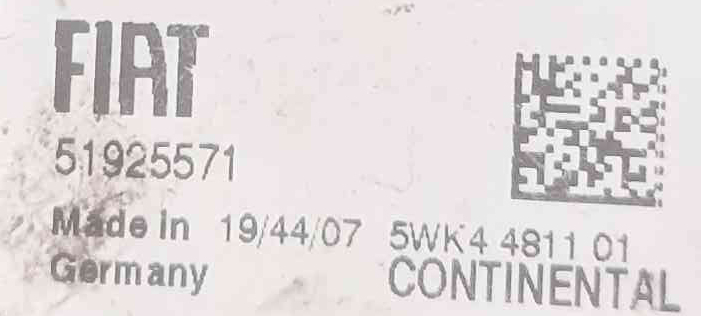 FIAT
51925571
Made in 19/44/07 5WK4 4811 01
Germany CONTINENTAL